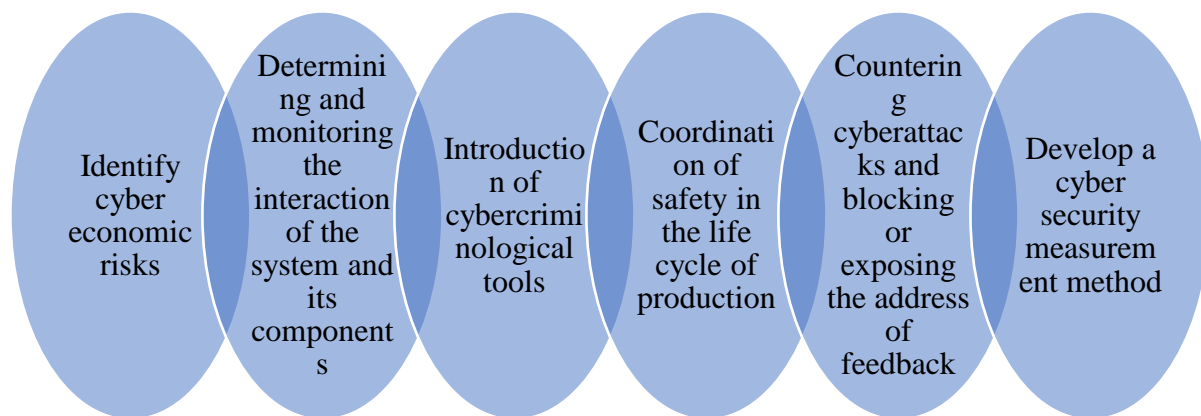 Identify
cyber
economic
risks
Determini
ng and
monitoring
the
interaction
of the
system and
its
component
s
Introductio
n of
cybercrimi
nological
tools
Coordinati
on of
safety in
the life
cycle of
production
Counterin
g
cyberattac
ks and
blocking
or
exposing
the address
of
feedback
Develop a
cyber
security
measurem
ent method